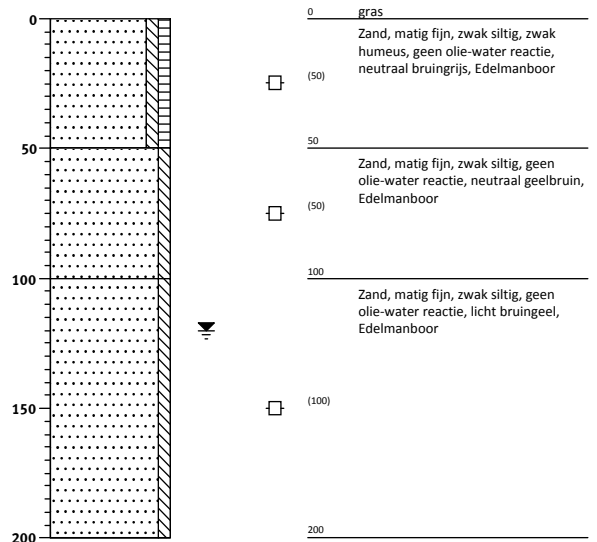 0
50
100
150
200
0
gras
Zand, matig fijn, zwak siltig, zwak
humeus, geen olie-water reactie,
neutraal bruingrijs, Edelmanboor
(50)
50
Zand, matig fijn, zwak siltig, geen
olie-water reactie, neutraal geelbruin,
Edelmanboor
(50)
100
Zand, matig fijn, zwak siltig, geen
olie-water reactie, licht bruingeel,
Edelmanboor
(100)
200